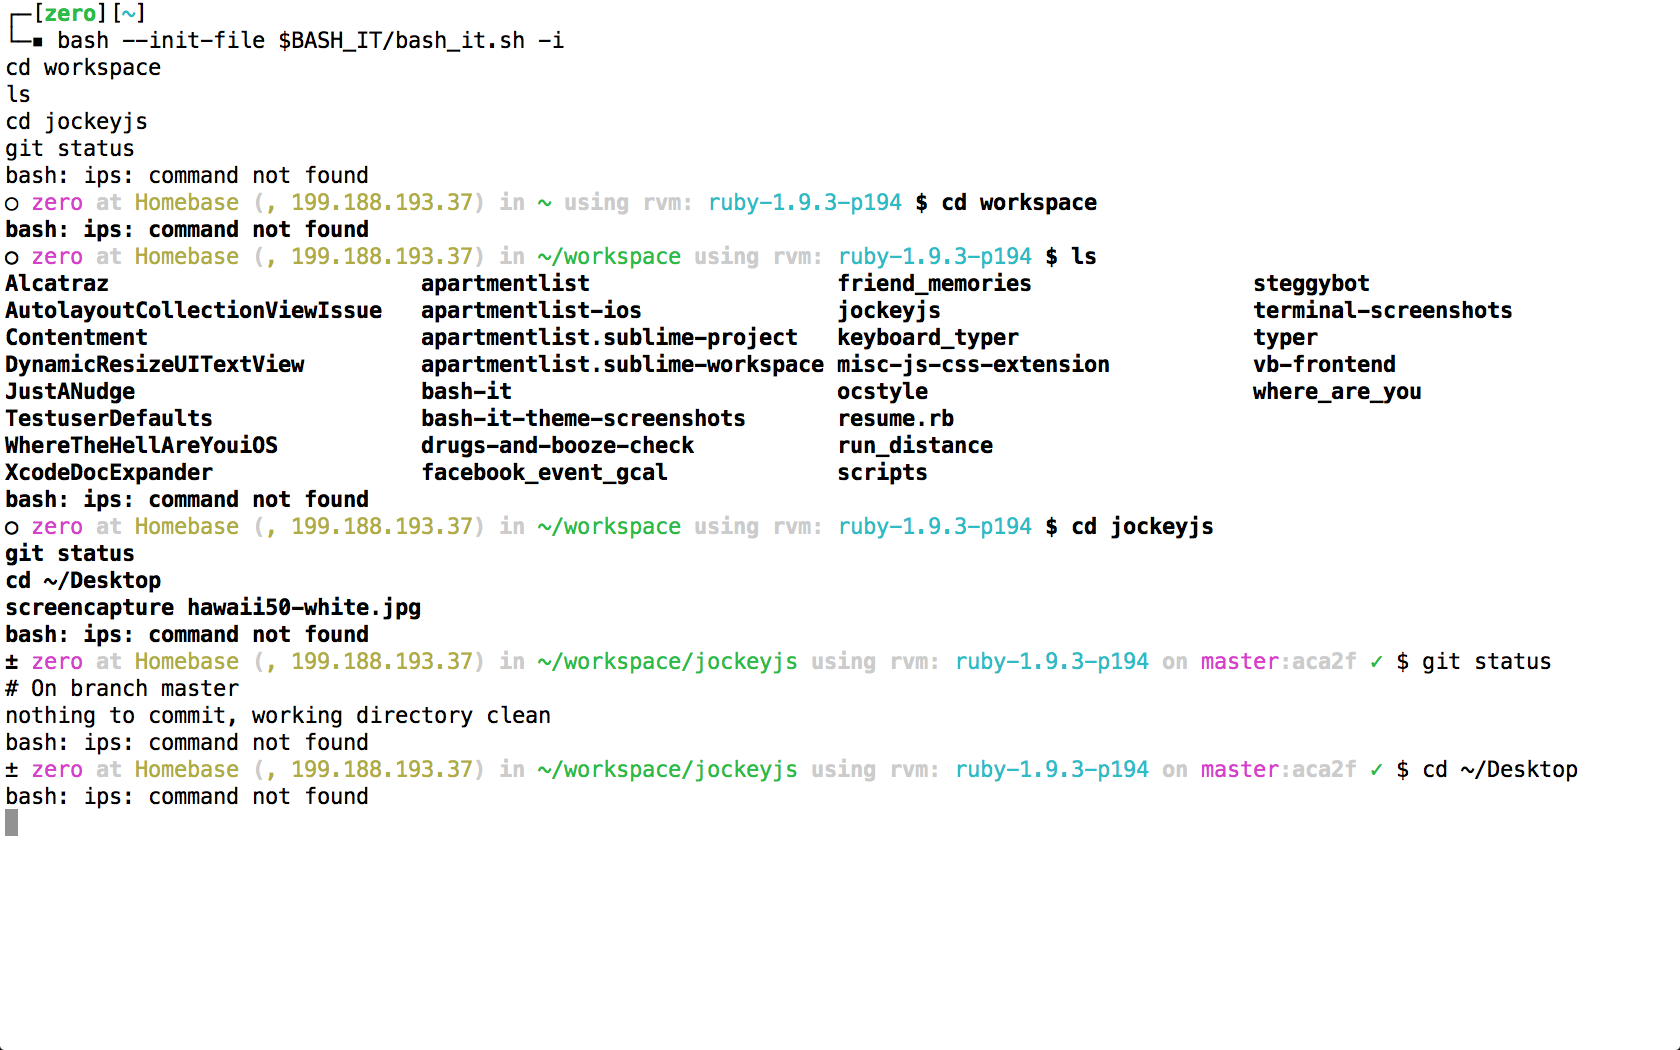 ┌─[zero][~]
└─▪ bash --init-file $BASH_IT/bash_it.sh -i
cd workspace
ls
cd jockeyjs
git status
bash: ips: command not found
○ zero at Homebase (, 199.188.193.37) in ~ using rvm: ruby-1.9.3-p194 $ cd workspace
bash: ips: command not found
○ zero at Homebase (, 199.188.193.37) in ~/workspace using rvm: ruby-1.9.3-p194 $ ls
Alcatraz apartmentlist friend_memories steggybot
AutolayoutCollectionViewIssue apartmentlist-ios jockeyjs terminal-screenshots
Contentment apartmentlist.sublime-project keyboard_typer typer
DynamicResizeUITextView apartmentlist.sublime-workspace misc-js-css-extension vb-frontend
JustANudge bash-it ocstyle where_are_you
TestuserDefaults bash-it-theme-screenshots resume.rb
WhereTheHellAreYouiOS drugs-and-booze-check run_distance
XcodeDocExpander facebook_event_gcal scripts
bash: ips: command not found
○ zero at Homebase (, 199.188.193.37) in ~/workspace using rvm: ruby-1.9.3-p194 $ cd jockeyjs
git status
cd ~/Desktop
screencapture hawaii50-white.jpg
bash: ips: command not found
± zero at Homebase (, 199.188.193.37) in ~/workspace/jockeyjs using rvm: ruby-1.9.3-p194 on master:aca2f ✓ $ git status
# On branch master
nothing to commit, working directory clean
bash: ips: command not found
± zero at Homebase (, 199.188.193.37) in ~/workspace/jockeyjs using rvm: ruby-1.9.3-p194 on master:aca2f ✓ $ cd ~/Desktop
bash: ips: command not found